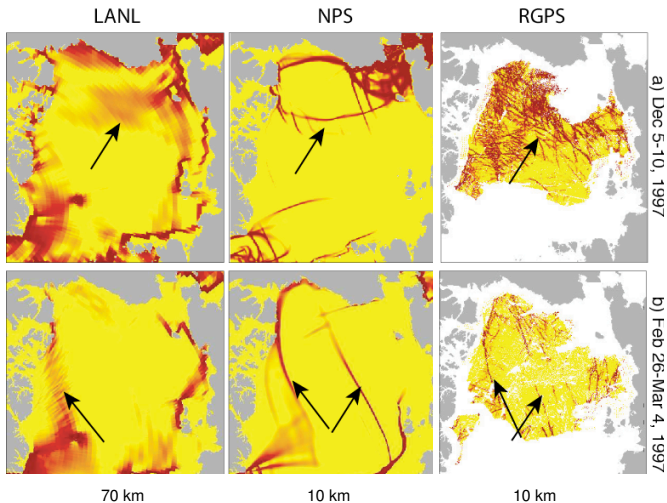 LANL NPS RGPS
a) Dec 5-10, 1997
b) Feb 26-Mar 4, 1997
70 km 10 km 10 km